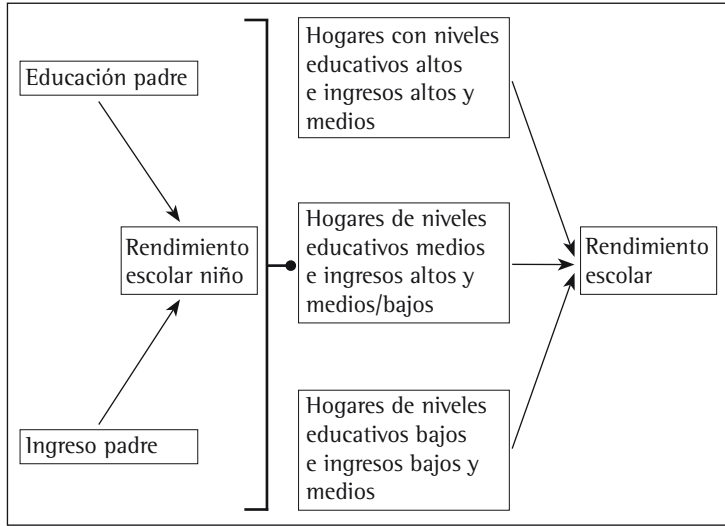 Educación padre
Rendimiento
escolar niño
Ingreso padre
Hogares con niveles
educativos altos
e ingresos altos y
medios
Hogares de niveles
educativos medios
e ingresos altos y
medios/bajos
Hogares de niveles
educativos bajos
e ingresos bajos y
medios
Rendimiento
escolar